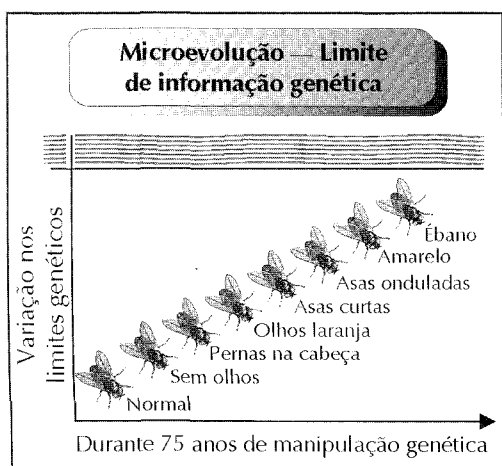 Microevolução — Limite
de informação genética
Variação nos
limites genéticos
Ébano
Amarelo
Asas onduladas
Asas curtas
Olhos laranja
Pernas na cabeça
Sem olhos
Normal
Durante 75 anos de manipulação genética